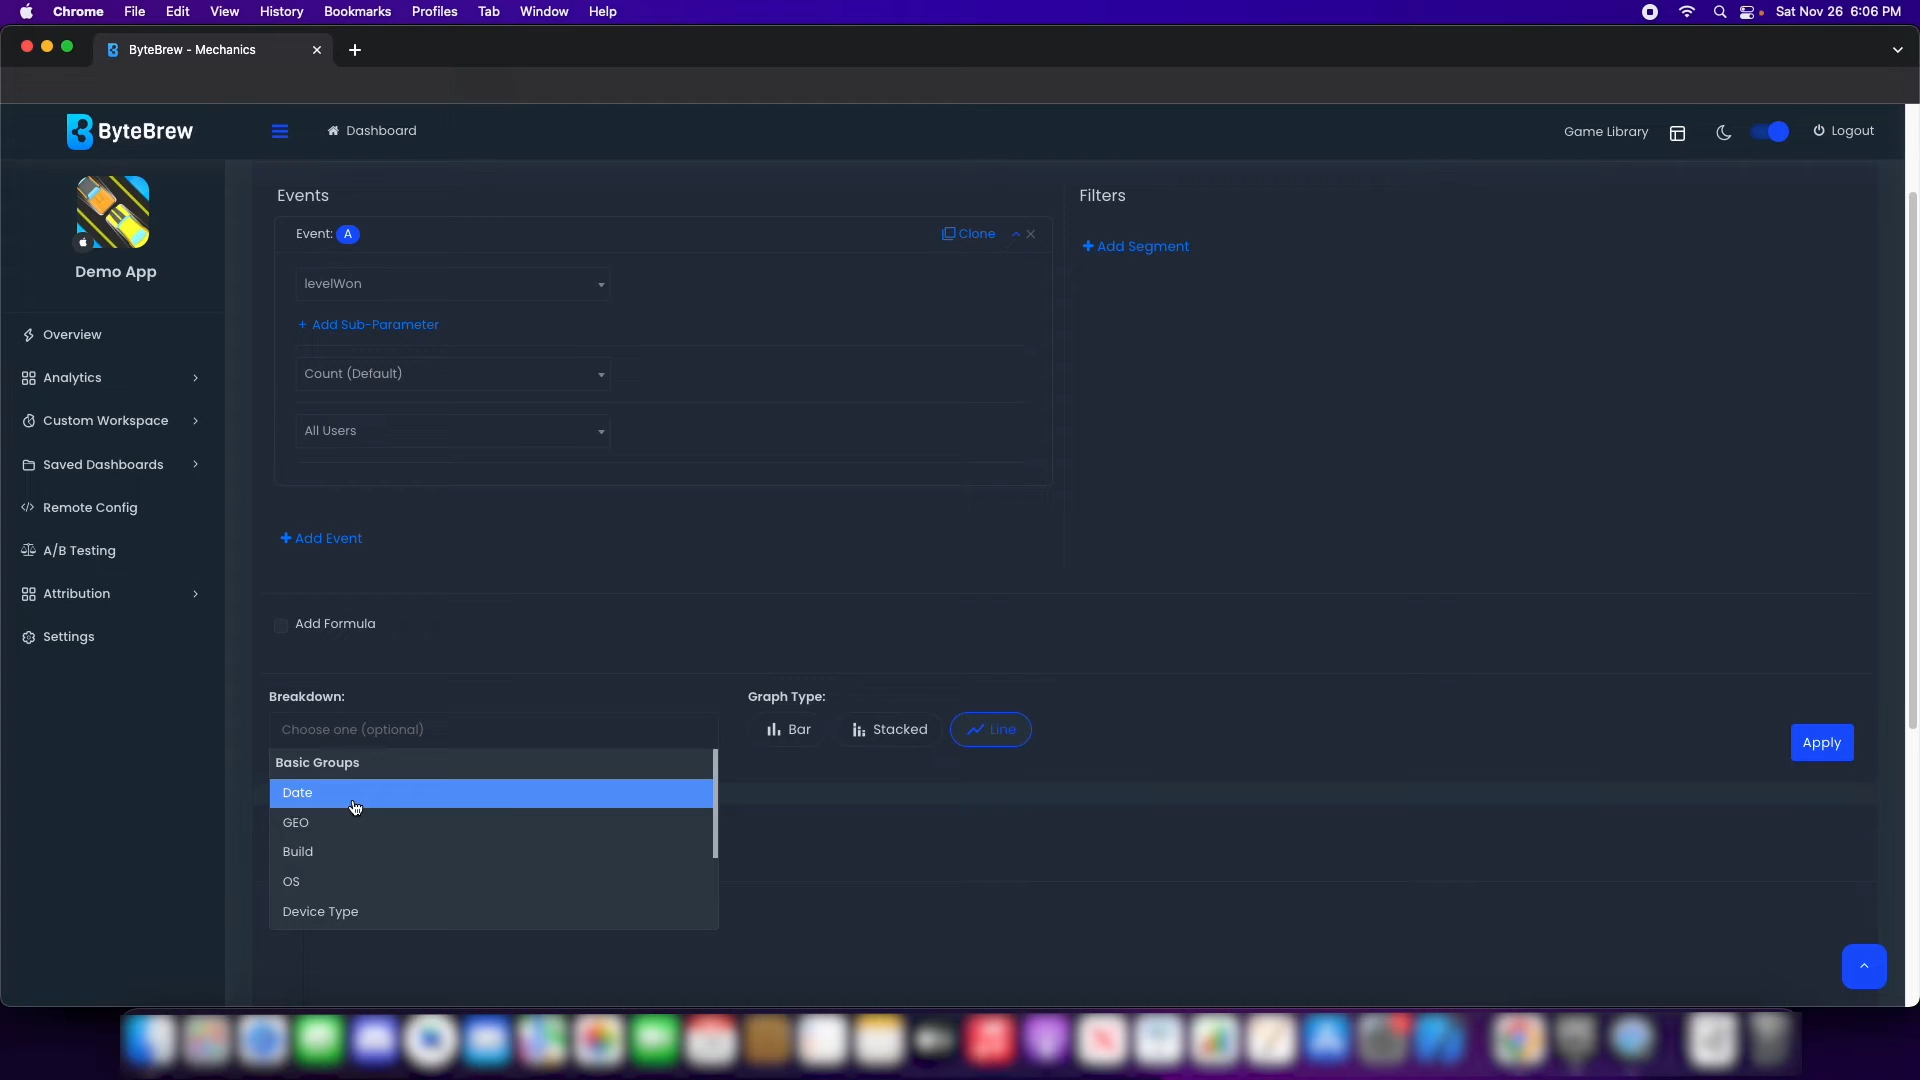 Chrome File Edit View History Bookmarks Profiles Tab Window Help Sat Nov 26 6:06 PM
ByteBrew - Mechanics
ByteBrew Dashboard Game Library Logout
Demo App
Overview
Analytics
Custom Workspace
Saved Dashboards
Remote Config
A/B Testing
Attribution
Settings
Events
Event: A Clone
levelWon
+ Add Sub-Parameter
Count (Default)
All Users
+ Add Event
Filters
+ Add Segment
Add Formula
Breakdown:
Choose one (optional)
Basic Groups
Date
GEO
Build
OS
Device Type
Graph Type:
Bar Stacked Line
Apply